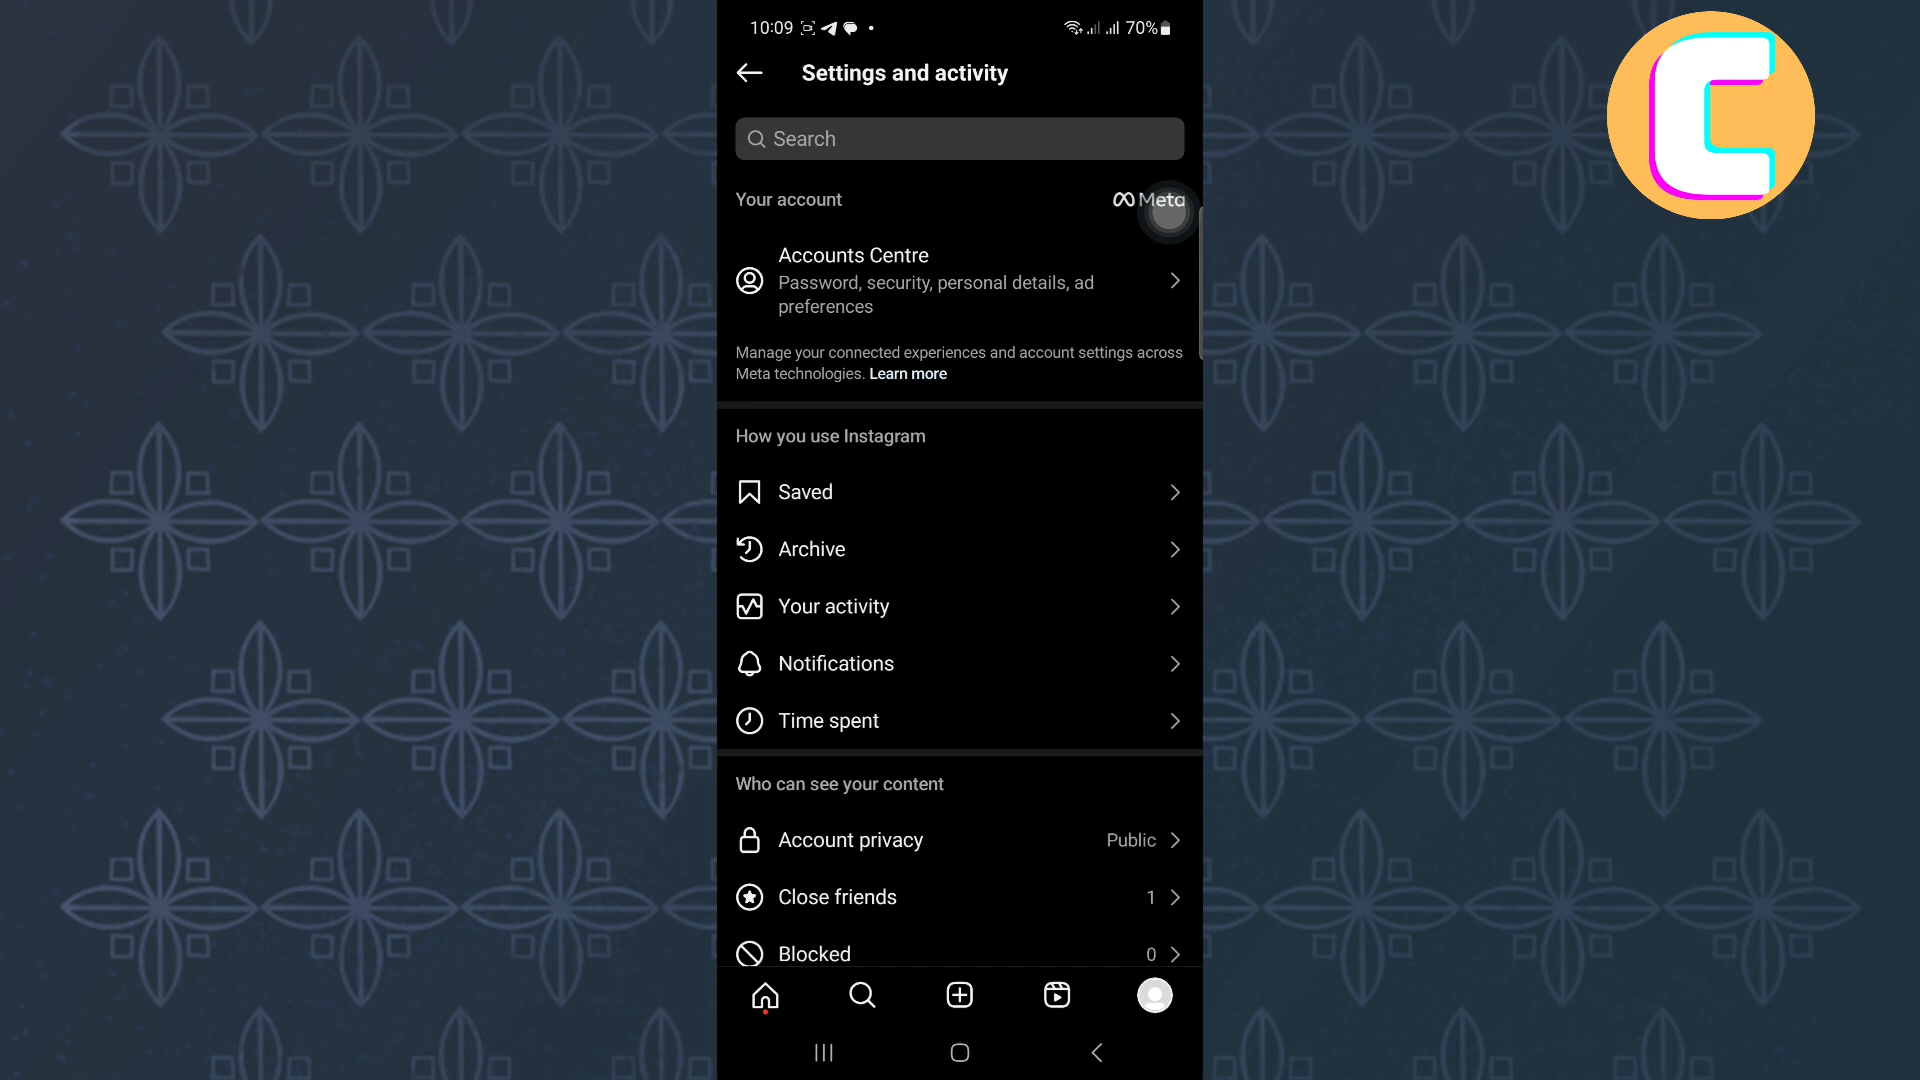 10:09 70%
Settings and activity
Search
Your account Meta
Accounts Centre
Password, security, personal details, ad
preferences
Manage your connected experiences and account settings across
Meta technologies. Learn more
How you use Instagram
Saved
Archive
Your activity
Notifications
Time spent
Who can see your content
Account privacy Public
Close friends 1
Blocked 0
C